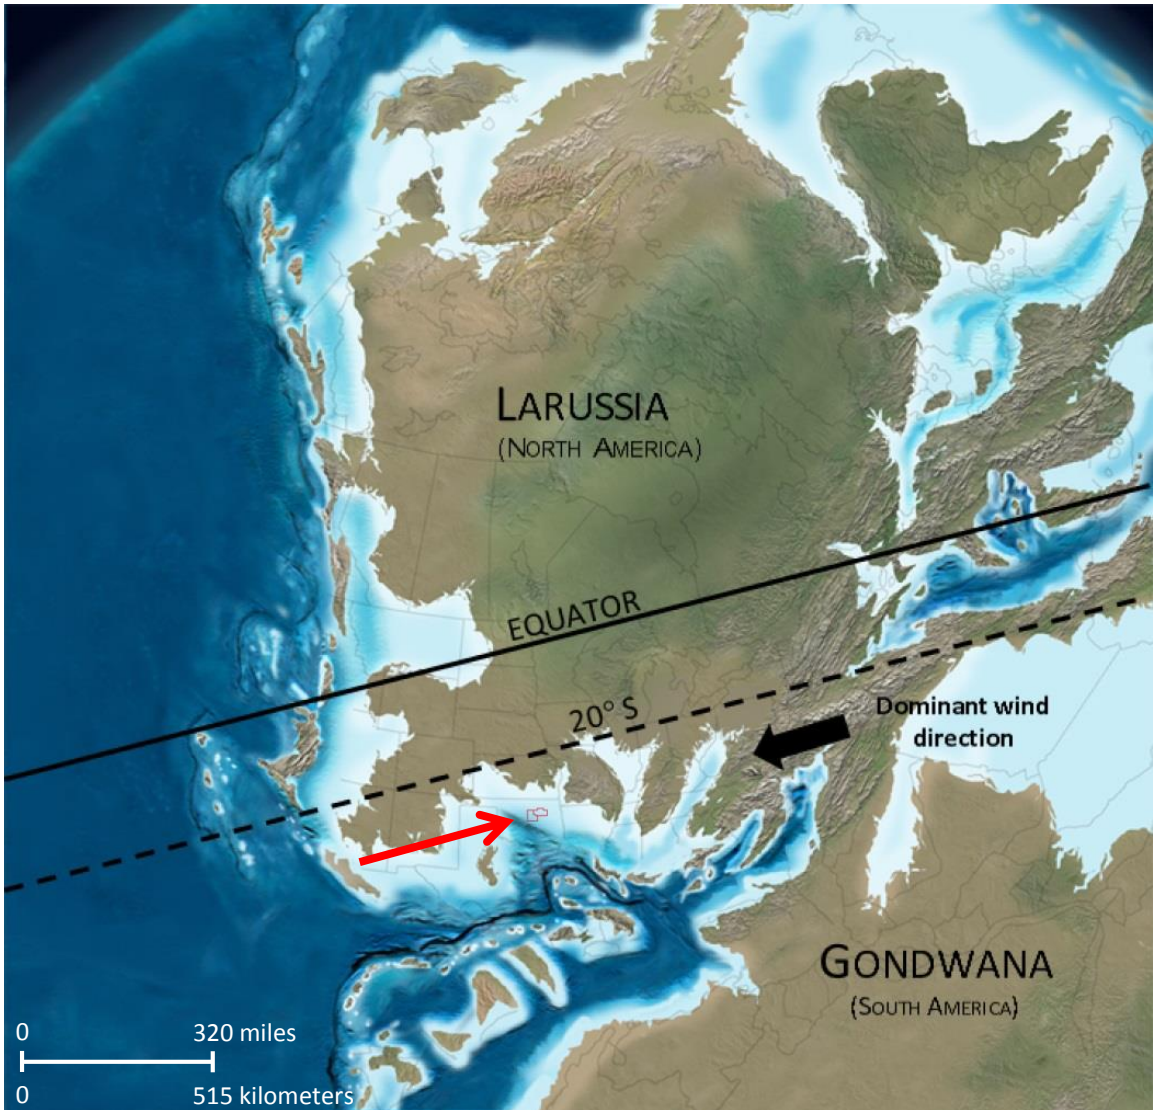 LARUSSIA
(NORTH AMERICA)
EQUATOR
20° S
Dominant wind
direction
GONDWANA
(SOUTH AMERICA)
0 320 miles
0 515 kilometers